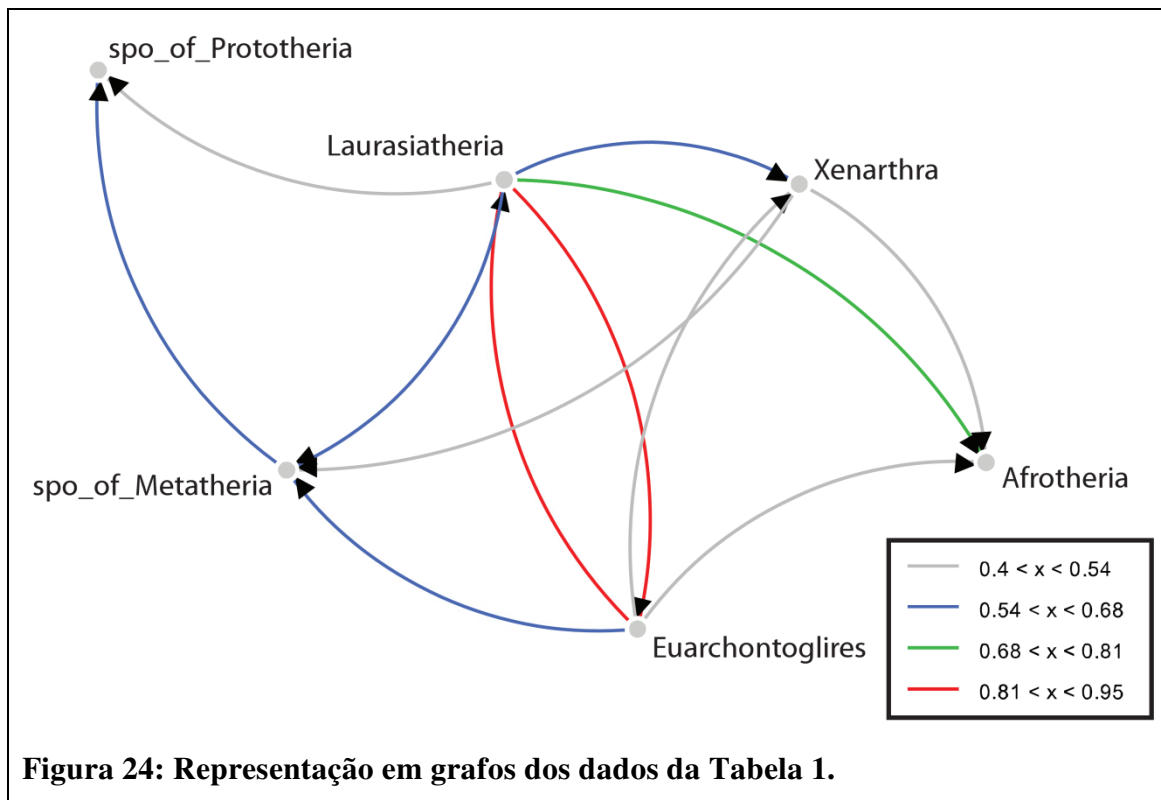 spo_of_Prototheria
Laurasiatheria
Xenarthra
spo_of_Metatheria
Afrotheria
Euarchontoglires
0.4 < x < 0.54
0.54 < x < 0.68
0.68 < x < 0.81
0.81 < x < 0.95
Figura 24: Representação em grafos dos dados da Tabela 1.